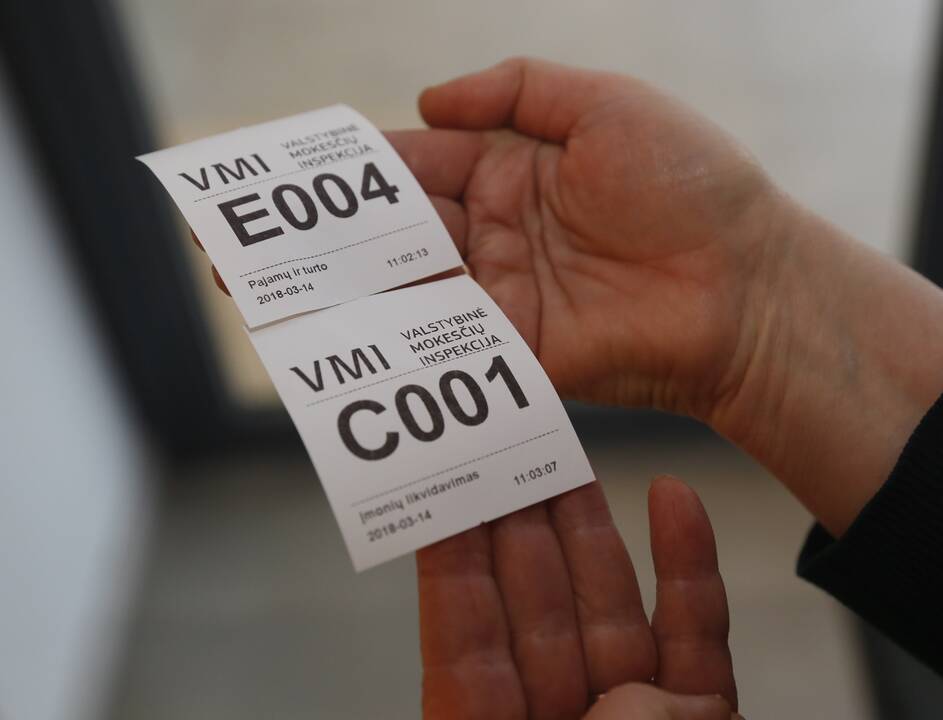 VMI
VALSTYBINĖ
MOKESČIŲ
INSPEKCIJA
E004
Pajamų ir turto 11:02:13
2018-03-14
VMI
VALSTYBINĖ
MOKESČIŲ
INSPEKCIJA
C001
Įmonių likvidavimas 11:03:07
2018-03-14